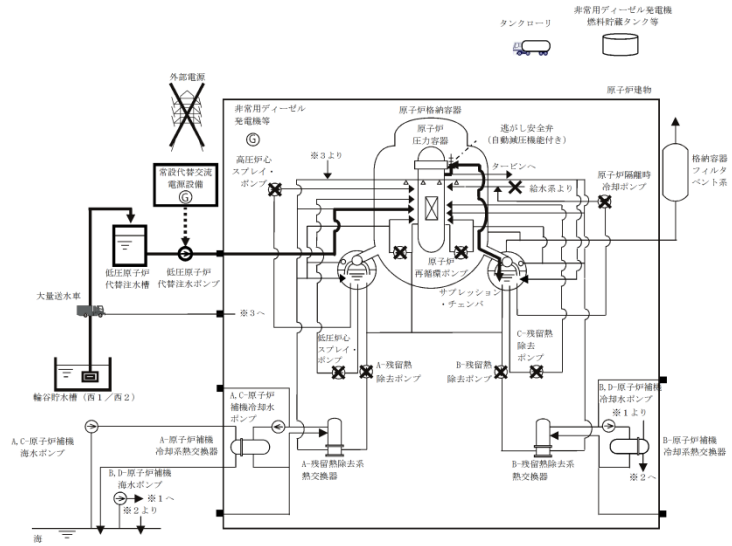 非常用ディーゼル発電機
燃料貯蔵タンク等
タンクローリ
外部電源
原子炉建物
非常用ディーゼル
発電機等
G
原子炉格納容器
原子炉
圧力容器
逃がし安全弁
(自動減圧機能付き)
※3より
タービンへ
給水系より
高圧炉心
スプレイ・
ポンプ
原子炉隔離時
冷却ポンプ
格納容器
フィルタ
ベント系
常設代替交流
電源設備
G
低圧原子炉
代替注水槽
低圧原子炉
代替注水ポンプ
原子炉
再循環ポンプ
サプレッション
・チェンバ
大量送水車
※3へ
低圧炉心
スプレイ・
ポンプ
A-残留熱
除去ポンプ
B-残留熱
除去ポンプ
C-残留熱
除去
ポンプ
輪谷貯水槽(西1/西2)
A,C-原子炉
補機冷却水
ポンプ
B,D-原子炉補機
冷却水ポンプ
※1より
A,C-原子炉補機
海水ポンプ
A-原子炉補機
冷却系熱交換器
B-原子炉補機
冷却系熱交換器
A-残留熱除去系
熱交換器
B-残留熱除去系
熱交換器
※2へ
B,D-原子炉補機
海水ポンプ
※1へ
※2より
海